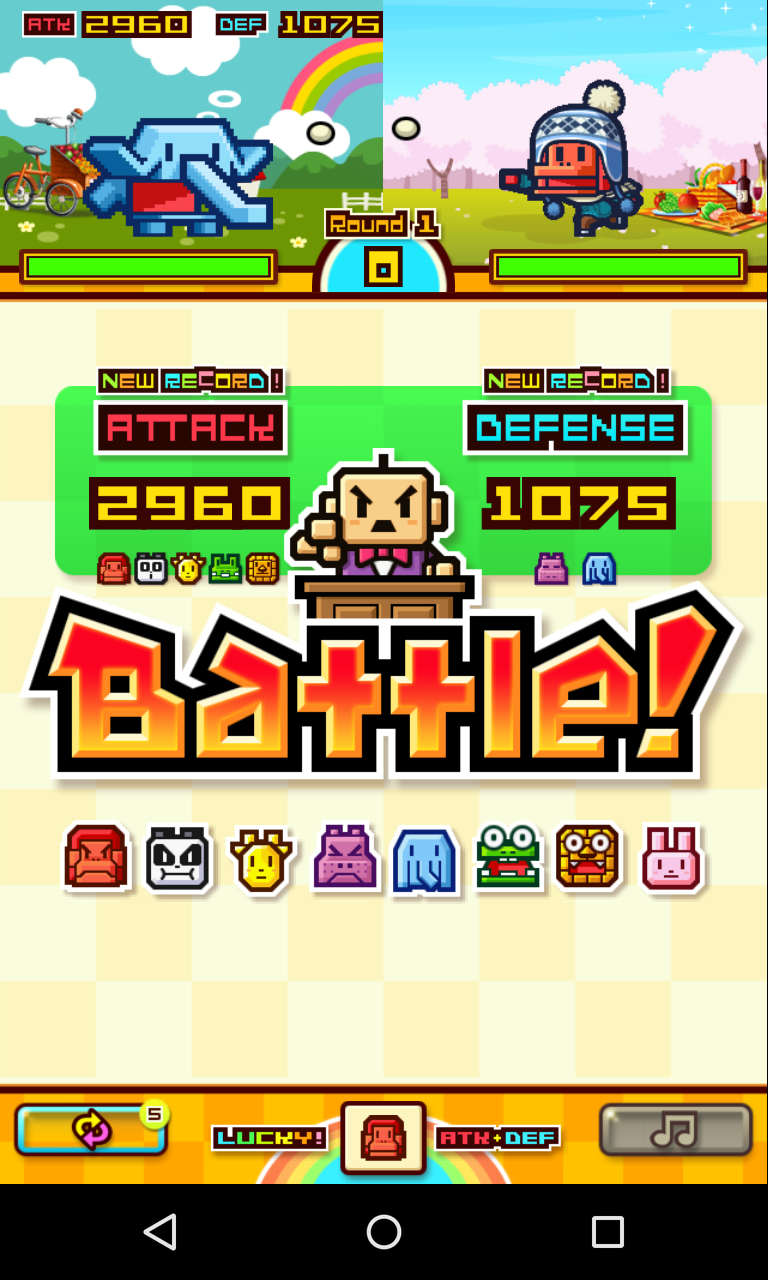 ATK 2960 DEF 1075
Round 1
0
NEW RECORD! NEW RECORD!
ATTACK DEFENSE
2960 1075
Battle!
5
LUCKY! ATK+DEF